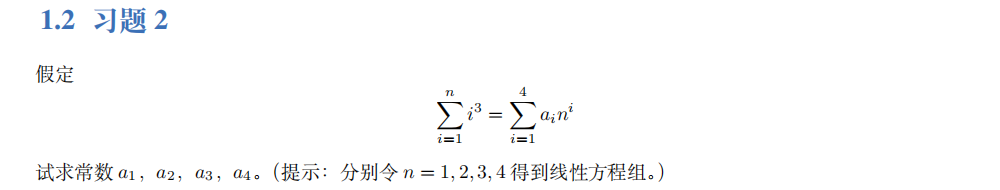 1.2 习题 2
假定
$$\sum_{i=1}^{n} i^3 = \sum_{i=1}^{4} a_i n^i$$
试求常数 $a_1$，$a_2$，$a_3$，$a_4$。（提示：分别令 $n = 1, 2, 3, 4$ 得到线性方程组。）